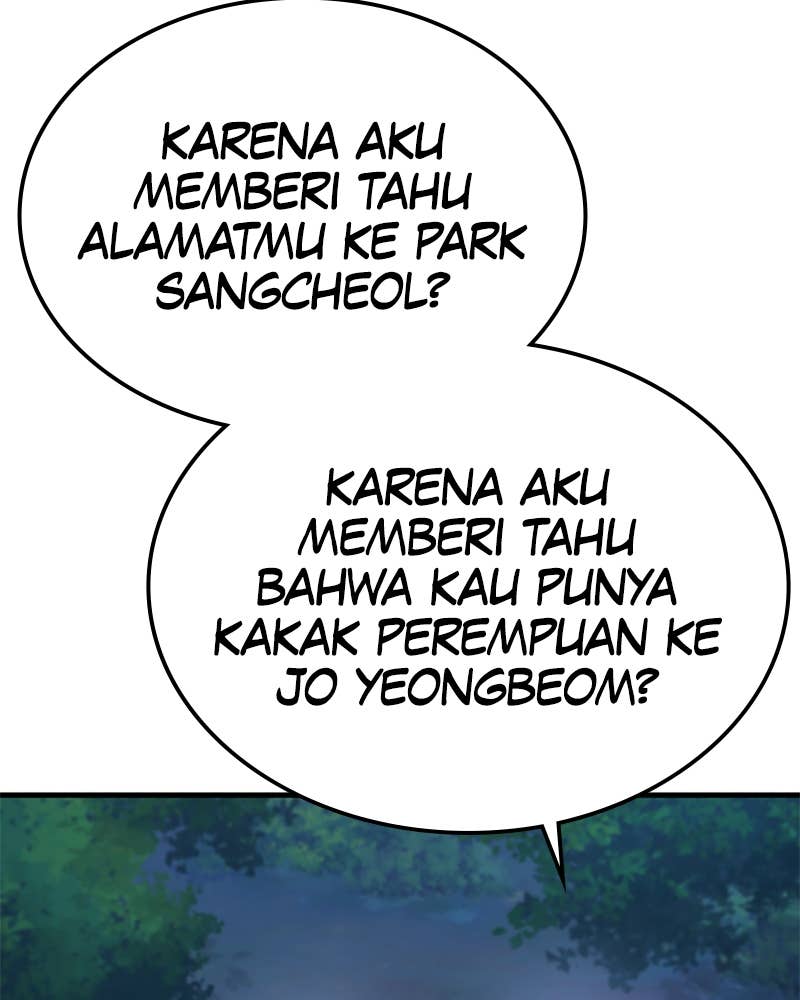 KARENA AKU
MEMBERI TAHU
ALAMATMU KE PARK
SANGCHEOL?
KARENA AKU
MEMBERI TAHU
BAHWA KAU PUNYA
KAKAK PEREMPUAN KE
JO YEONGBEOM?